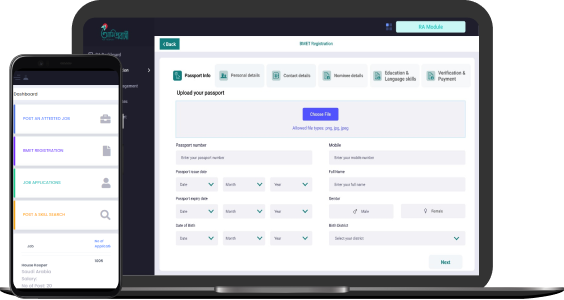 RA Module
Back
BMET Registration
Passport Info
Personal details
Contact details
Nominee details
Education &
Language skills
Verification &
Payment
Upload your passport
Choose File
Allowed file types: png, jpg, jpeg.
Passport number
Mobile
Enter your passport number
Enter your mobile number
Passport issue date
Full Name
Date
Month
Year
Enter your full name
Passport expiry date
Gender
Date
Month
Year
Male
Female
Date of Birth
Birth District
Date
Month
Year
Select your district
Next
Dashboard
POST AN ATTESTED JOB
BMET REGISTRATION
JOB APPLICATIONS
POST A SKILL SEARCH
Job
No of
House Keeper
Saudi Arabia
Salary:
No of Post: 20